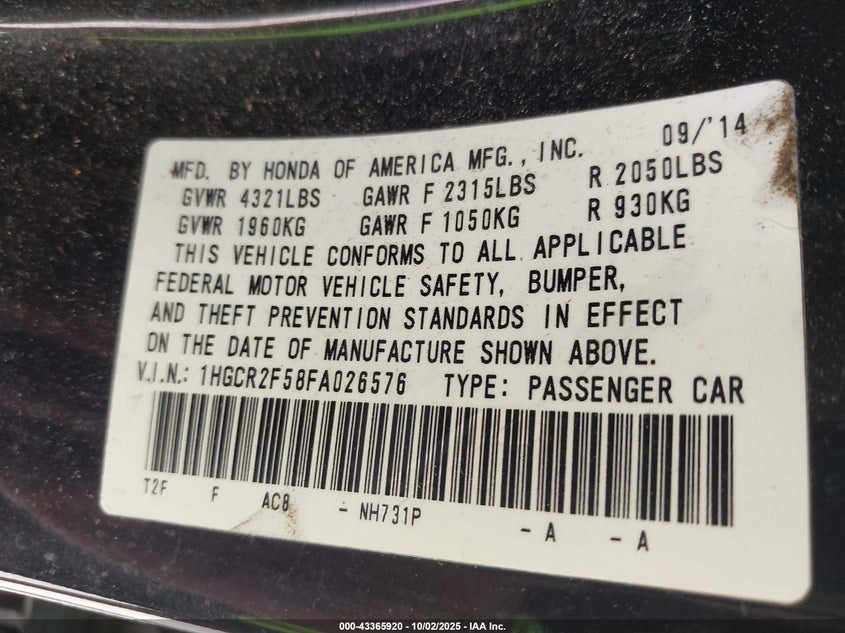 MFD. BY HONDA OF AMERICA MFG., INC. 09/'14
GVWR 4321LBS GAWR F 2315LBS R 2050LBS
GVWR 1960KG GAWR F 1050KG R 930KG
THIS VEHICLE CONFORMS TO ALL APPLICABLE
FEDERAL MOTOR VEHICLE SAFETY, BUMPER,
AND THEFT PREVENTION STANDARDS IN EFFECT
ON THE DATE OF MANUFACTURE SHOWN ABOVE.
V.I.N.: 1HGCR2F58FA026576 TYPE: PASSENGER CAR
T2F F AC8 - NH731P - A - A
000-43365920 - 10/02/2025 - IAA Inc.